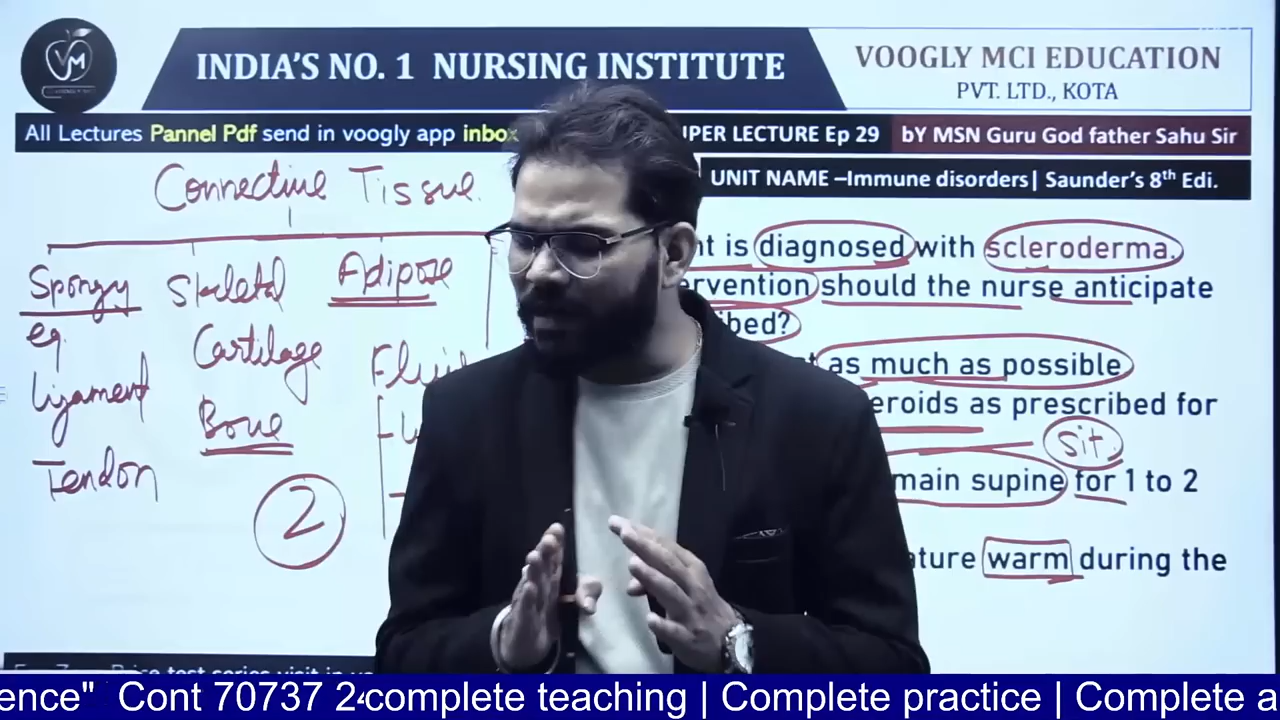 VM
INDIA'S NO. 1 NURSING INSTITUTE
VOOGLY MCI EDUCATION
PVT. LTD., KOTA
All Lectures Pannel Pdf send in voogly app inbox
UPER LECTURE Ep 29
bY MSN Guru God father Sahu Sir
UNIT NAME –Immune disorders| Saunder's 8th Edi.
Connective Tissue.
Spongy
eg.
ligament
Tendon
Skeletal
Cartilage
Bone
Adipose
Fluid
2
nt is diagnosed with scleroderma.
ervention should the nurse anticipate
ibed?
t as much as possible
eroids as prescribed for
sit.
main supine for 1 to 2
ature warm during the
ence" Cont 70737 2 complete teaching | Complete practice | Complete a